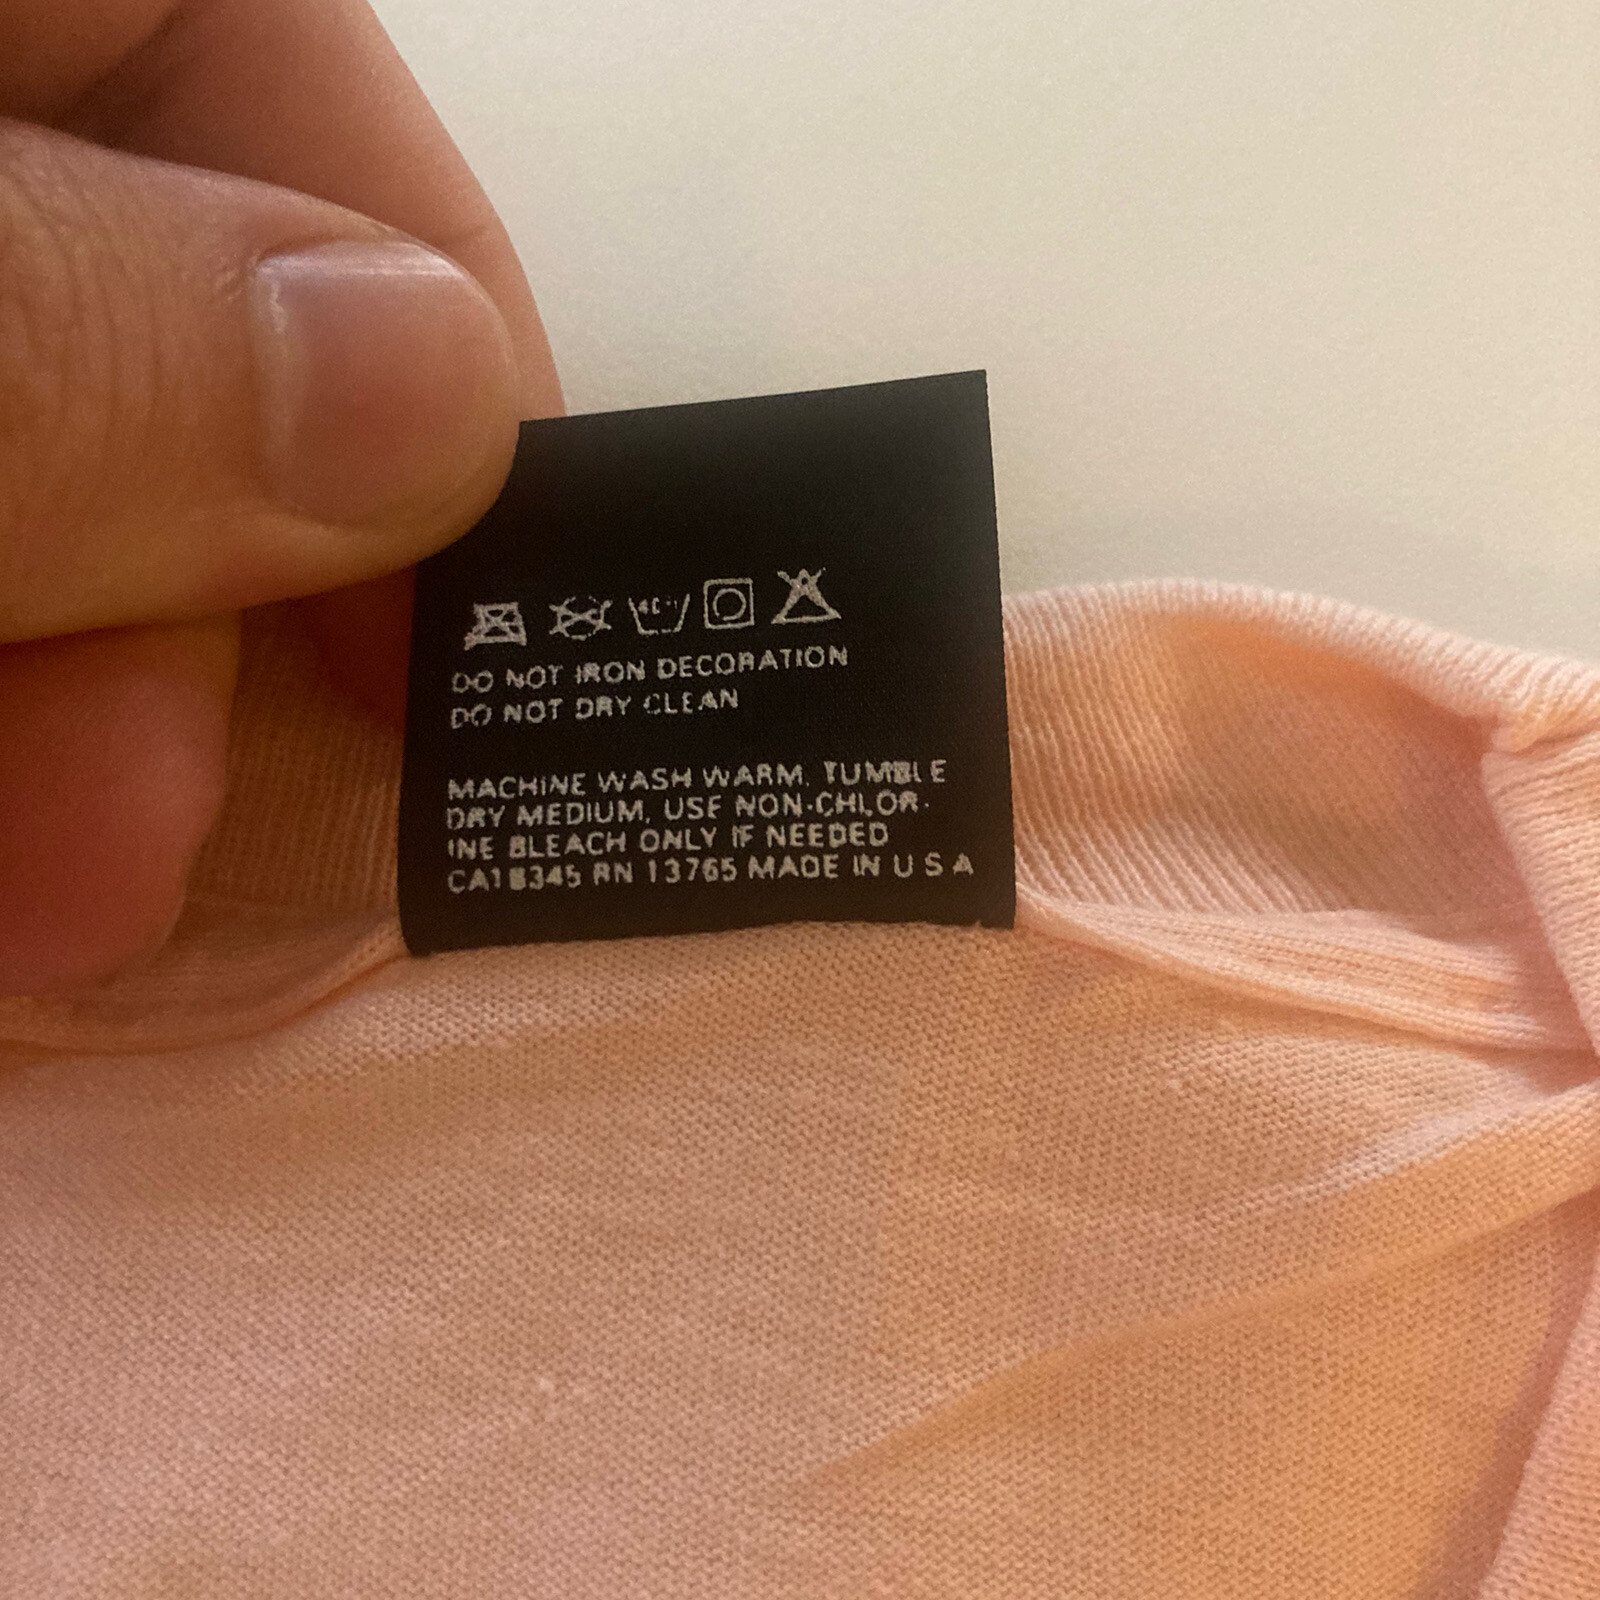 40°
DO NOT IRON DECORATION
DO NOT DRY CLEAN
MACHINE WASH WARM, TUMBLE
DRY MEDIUM, USE NON-CHLOR-
INE BLEACH ONLY IF NEEDED
RN 13765 MADE IN U S A